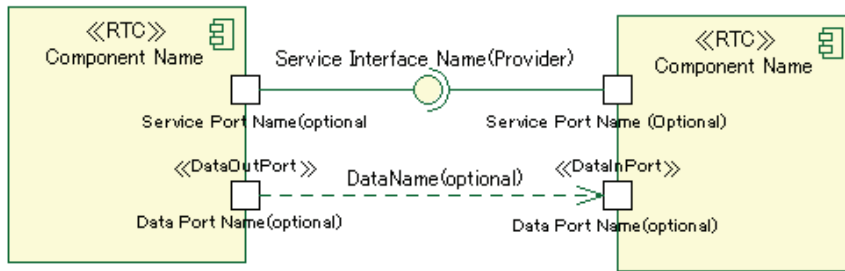 ≪RTC≫
Component Name
≪RTC≫
Component Name
Service Interface Name(Provider)
Service Port Name(optional
Service Port Name (Optional)
≪DataOutPort≫
≪DataInPort≫
DataName(optional)
Data Port Name(optional)
Data Port Name(optional)